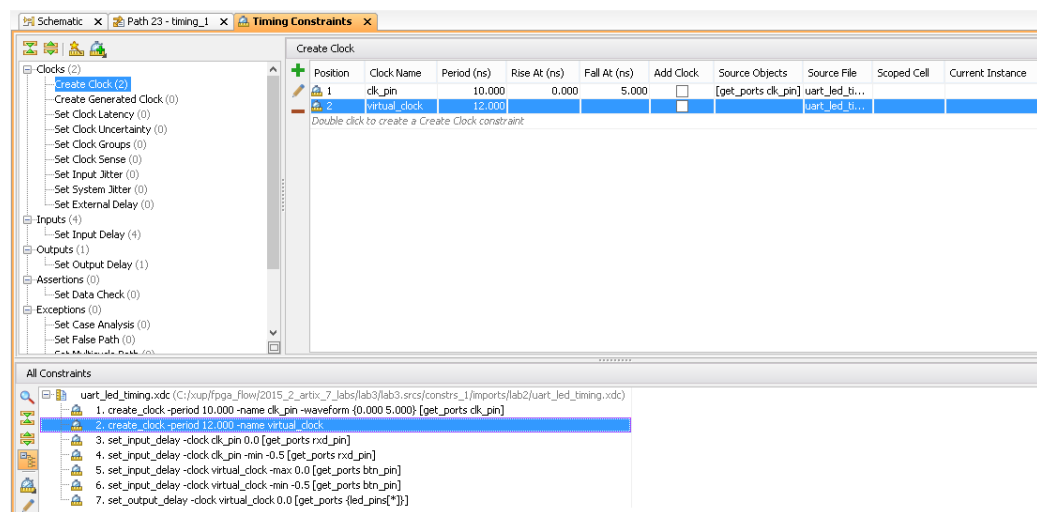 Schematic Path 23 - timing_1 Timing Constraints
Create Clock
Clocks (2)
Create Clock (2)
Create Generated Clock (0)
Set Clock Latency (0)
Set Clock Uncertainty (0)
Set Clock Groups (0)
Set Clock Sense (0)
Set Input Jitter (0)
Set System Jitter (0)
Set External Delay (0)
Inputs (4)
Set Input Delay (4)
Outputs (1)
Set Output Delay (1)
Assertions (0)
Set Data Check (0)
Exceptions (0)
Set Case Analysis (0)
Set False Path (0)
Set Multicycle Path (0)
Position Clock Name Period (ns) Rise At (ns) Fall At (ns) Add Clock Source Objects Source File Scoped Cell Current Instance
1 clk_pin 10.000 0.000 5.000 [get_ports clk_pin] uart_led_ti...
2 virtual_clock 12.000 uart_led_ti...
Double click to create a Create Clock constraint
All Constraints
uart_led_timing.xdc (C:/xup/fpga_flow/2015_2_artix_7_labs/lab3/lab3.srcs/constrs_1/imports/lab2/uart_led_timing.xdc)
1. create_clock -period 10.000 -name clk_pin -waveform {0.000 5.000} [get_ports clk_pin]
2. create_clock -period 12.000 -name virtual_clock
3. set_input_delay -clock clk_pin 0.0 [get_ports rxd_pin]
4. set_input_delay -clock clk_pin -min -0.5 [get_ports rxd_pin]
5. set_input_delay -clock virtual_clock -max 0.0 [get_ports btn_pin]
6. set_input_delay -clock virtual_clock -min -0.5 [get_ports btn_pin]
7. set_output_delay -clock virtual_clock 0.0 [get_ports {led_pins[*]}]